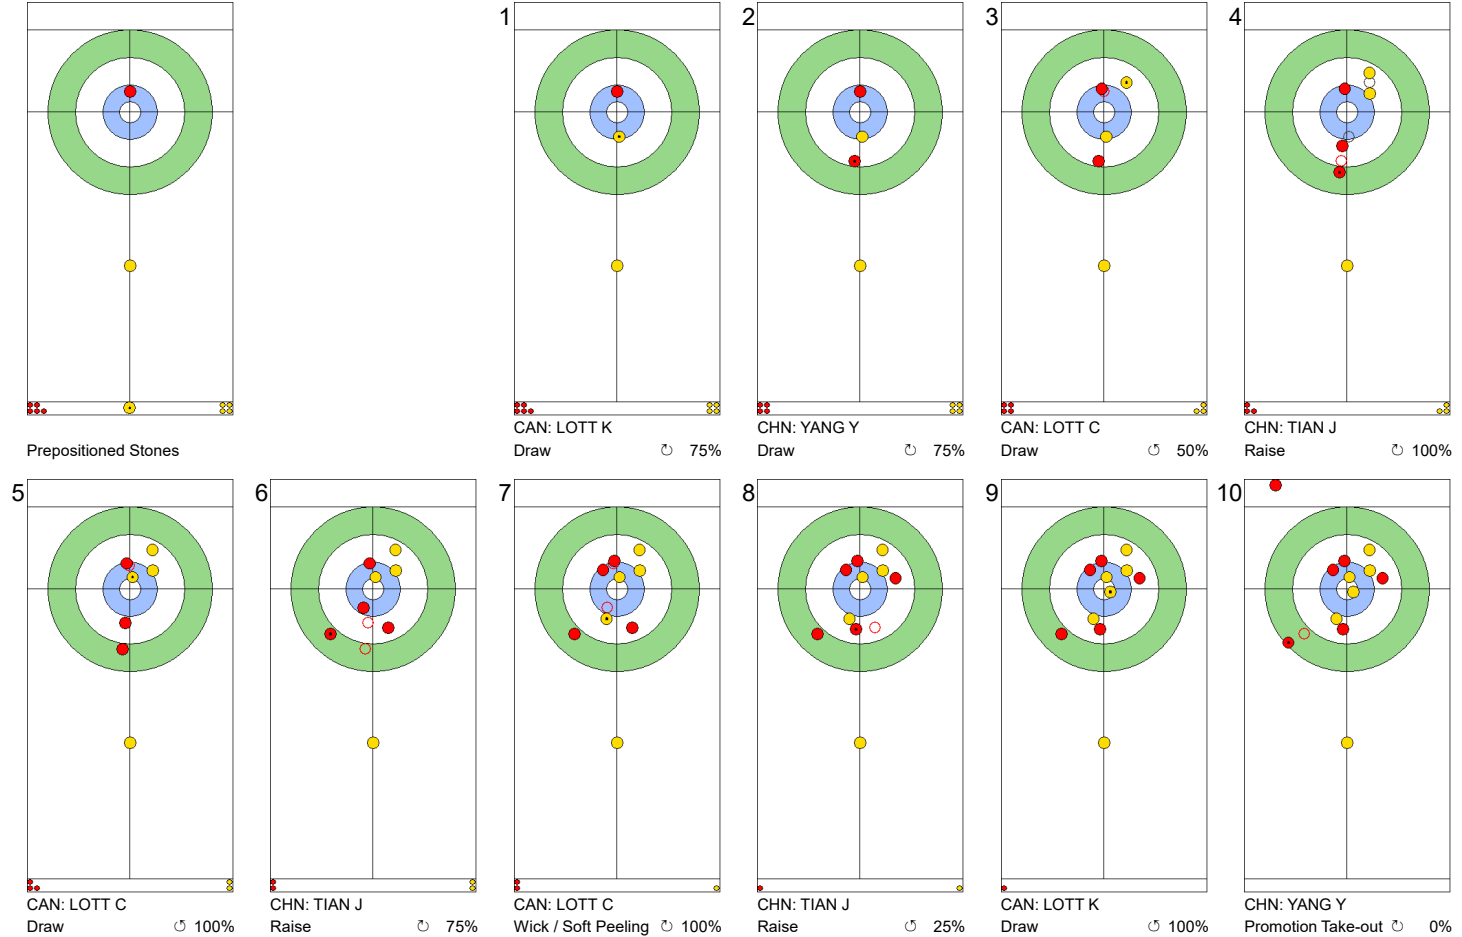 Prepositioned Stones
1
CAN: LOTT K
Draw ↻ 75%
2
CHN: YANG Y
Draw ↻ 75%
3
CAN: LOTT C
Draw ↺ 50%
4
CHN: TIAN J
Raise ↻ 100%
5
CAN: LOTT C
Draw ↺ 100%
6
CHN: TIAN J
Raise ↻ 75%
7
CAN: LOTT C
Wick / Soft Peeling ↻ 100%
8
CHN: TIAN J
Raise ↺ 25%
9
CAN: LOTT K
Draw ↺ 100%
10
CHN: YANG Y
Promotion Take-out ↻ 0%